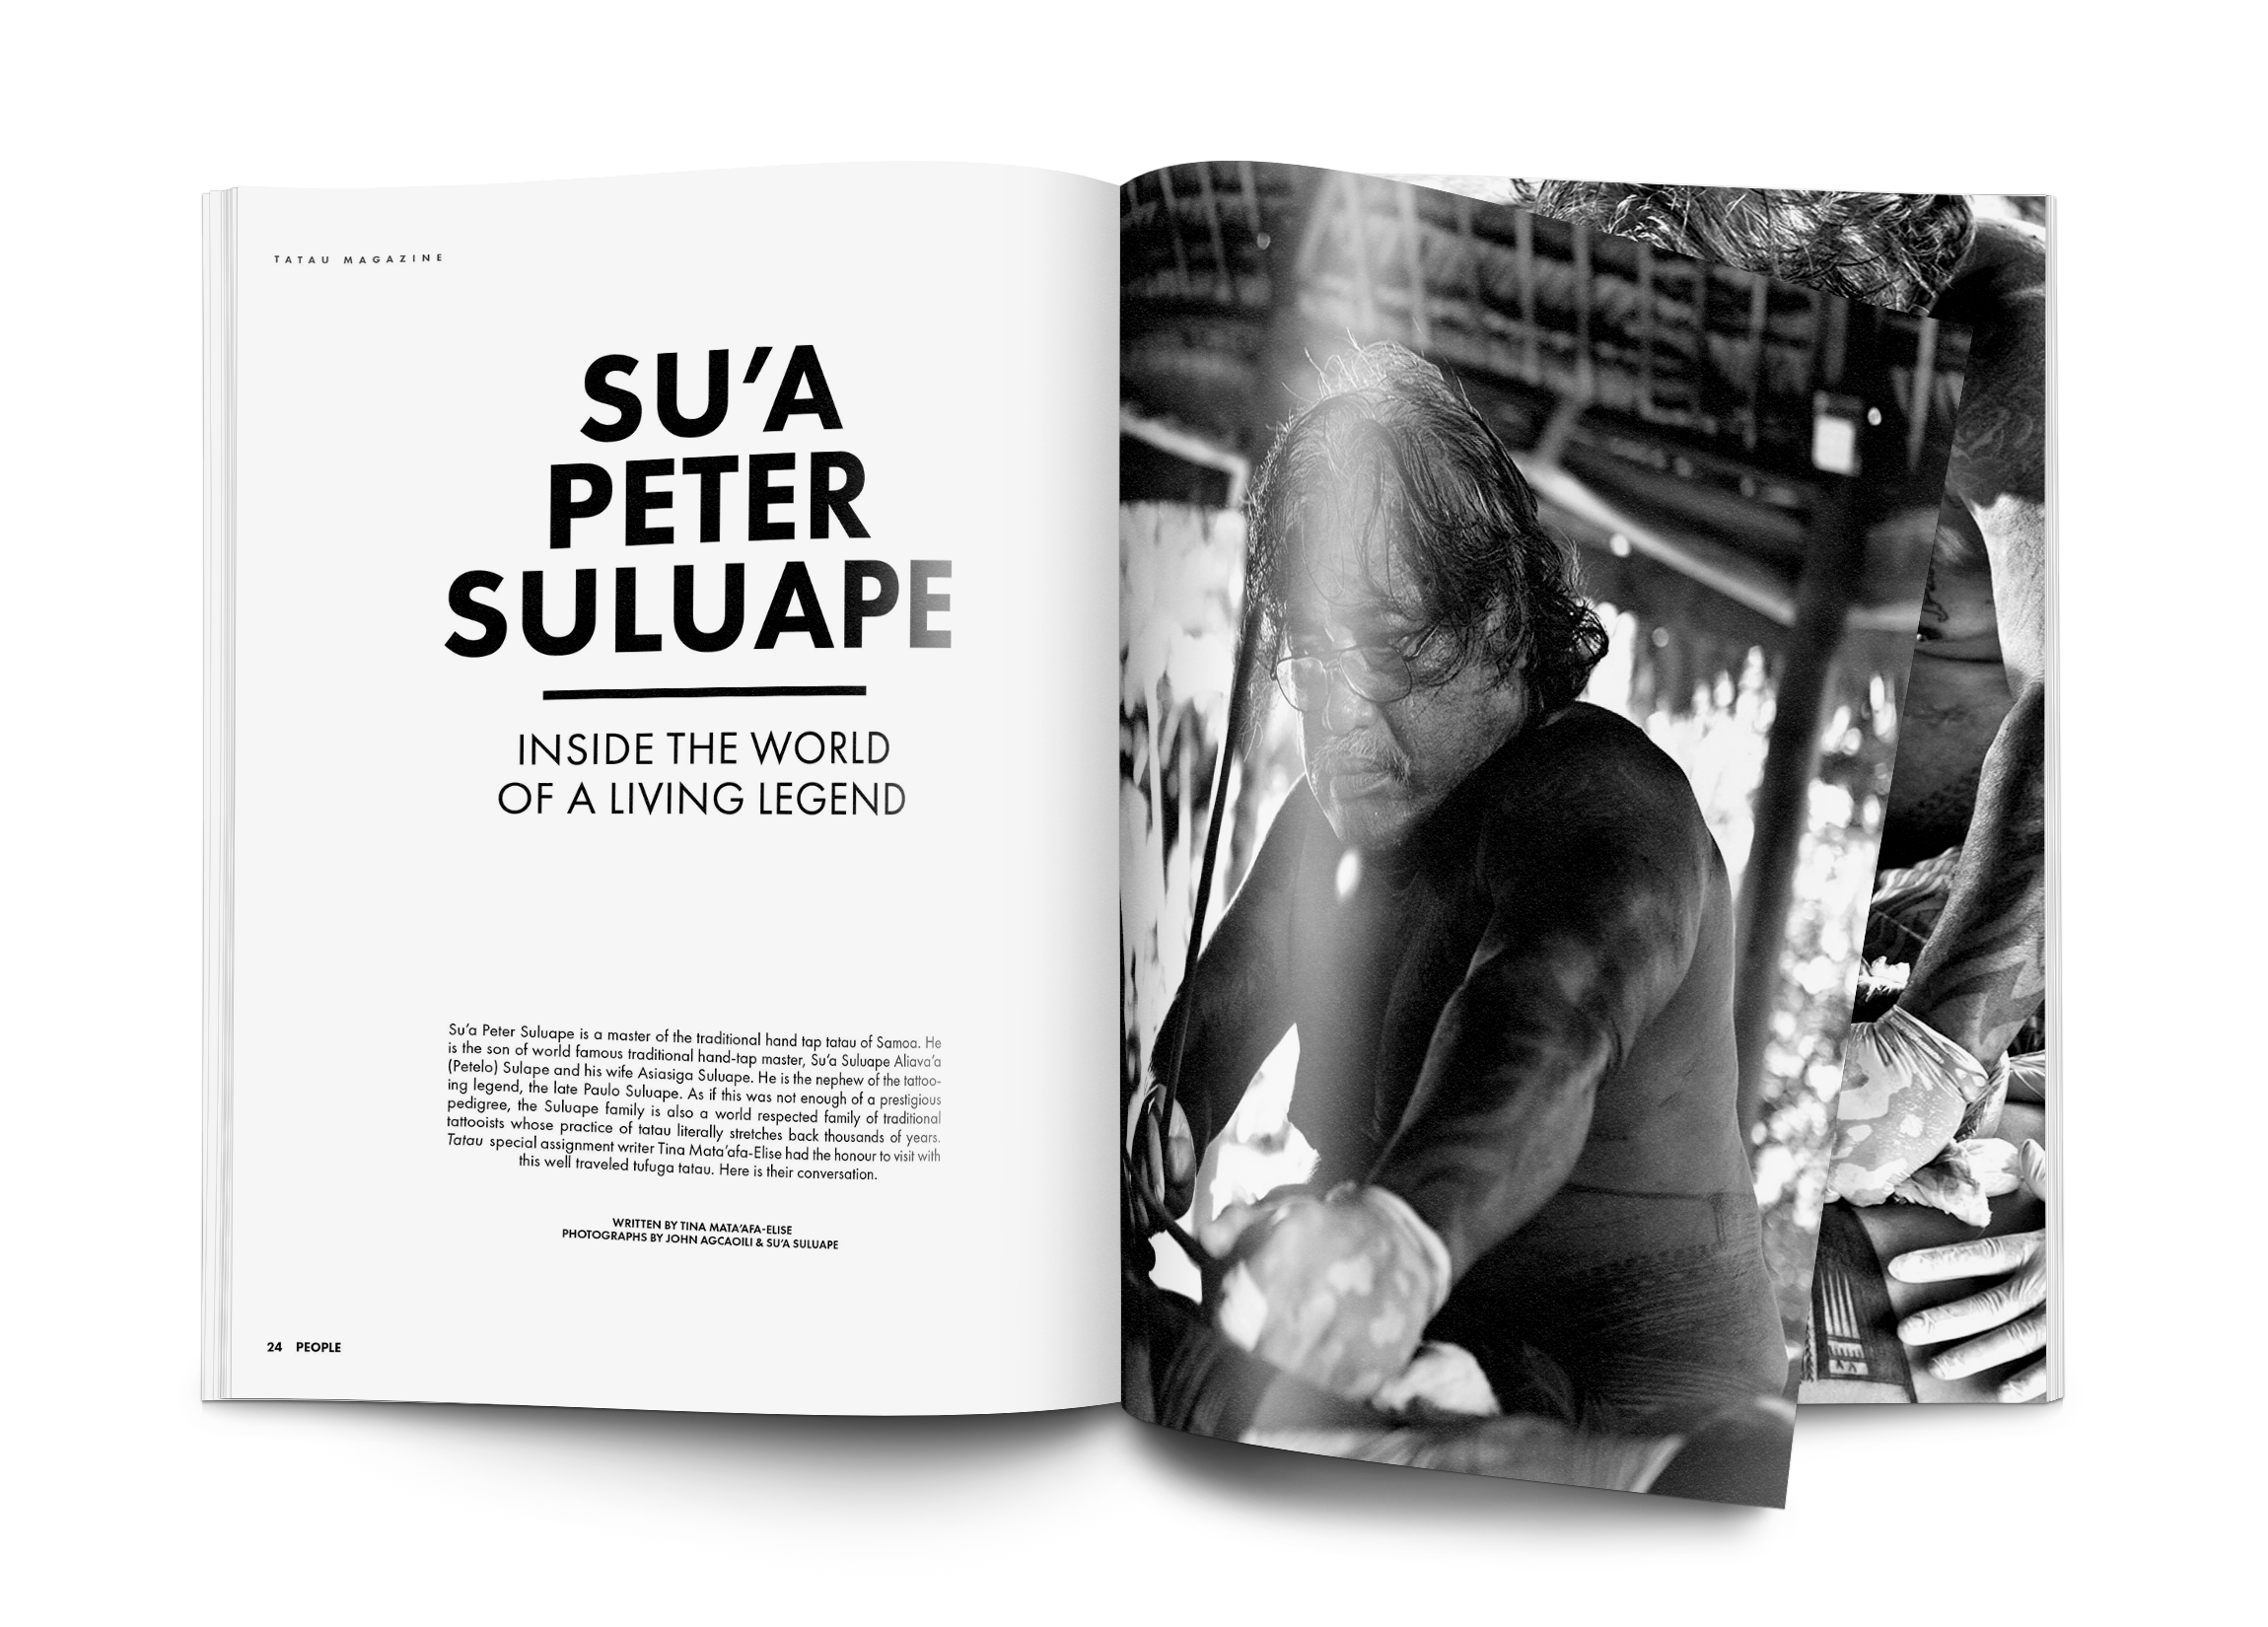 TATAU MAGAZINE
SU'A
PETER
SULUAPE
INSIDE THE WORLD
OF A LIVING LEGEND
Su'a Peter Suluape is a master of the traditional hand tap tatau of Samoa. He
is the son of world famous traditional hand-tap master, Su'a Suluape Aliava'a
(Petelo) Sulape and his wife Asiasiga Suluape. He is the nephew of the tattoo-
ing legend, the late Paulo Suluape. As if this was not enough of a prestigious
pedigree, the Suluape family is also a world respected family of traditional
tattooists whose practice of tatau literally stretches back thousands of years.
Tatau special assignment writer Tina Mata'afa-Elise had the honour to visit with
this well traveled tufuga tatau. Here is their conversation.
WRITTEN BY TINA MATA'AFA-ELISE
PHOTOGRAPHS BY JOHN AGCAOILI & SU'A SULUAPE
24 PEOPLE